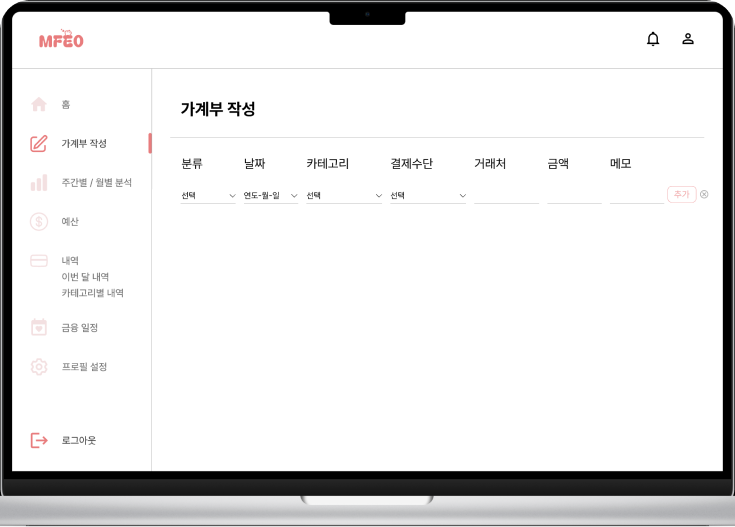 MFEO
홈
가계부 작성
주간별 / 월별 분석
예산
내역
이번 달 내역
카테고리별 내역
금융 일정
프로필 설정
로그아웃
가계부 작성
분류 날짜 카테고리 결제수단 거래처 금액 메모
선택 연도-월-일 선택 선택 추가